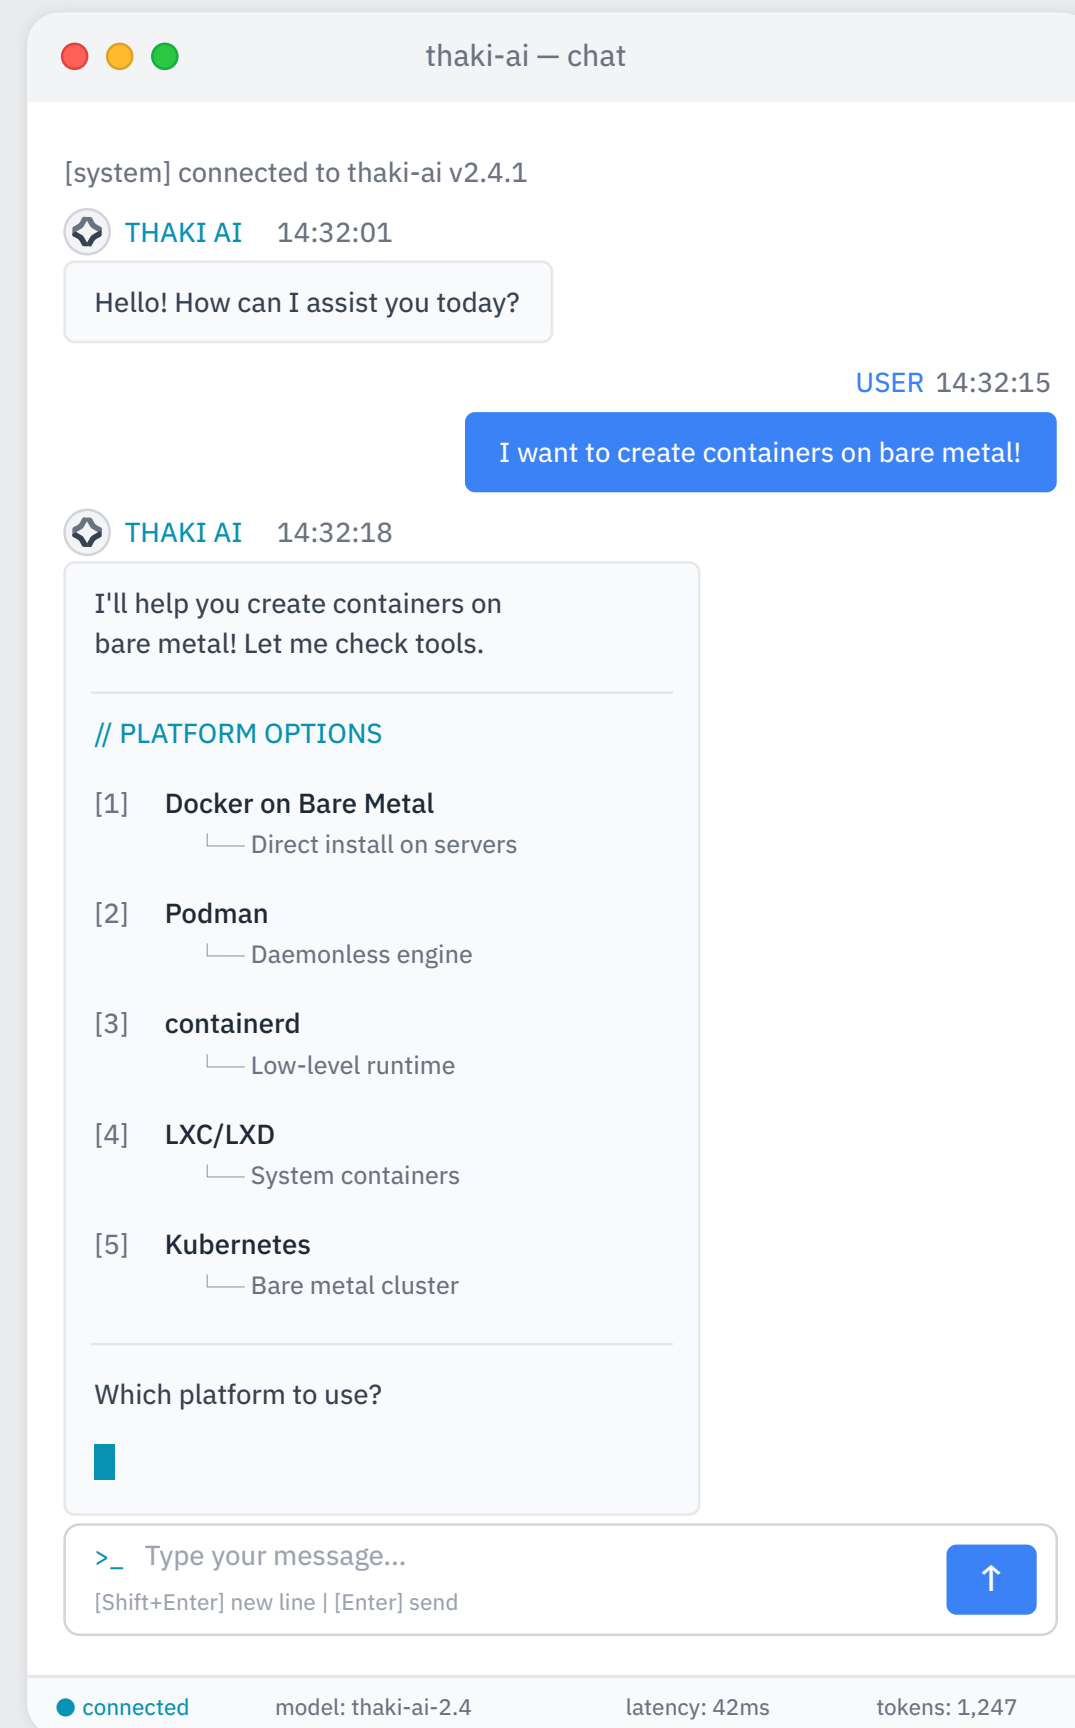 thaki-ai — chat
[system] connected to thaki-ai v2.4.1
THAKI AI 14:32:01
Hello! How can I assist you today?
USER 14:32:15
I want to create containers on bare metal!
THAKI AI 14:32:18
I'll help you create containers on
bare metal! Let me check tools.
// PLATFORM OPTIONS
[1] Docker on Bare Metal
└── Direct install on servers
[2] Podman
└── Daemonless engine
[3] containerd
└── Low-level runtime
[4] LXC/LXD
└── System containers
[5] Kubernetes
└── Bare metal cluster
Which platform to use?
>_ Type your message...
[Shift+Enter] new line | [Enter] send
connected model: thaki-ai-2.4 latency: 42ms tokens: 1,247